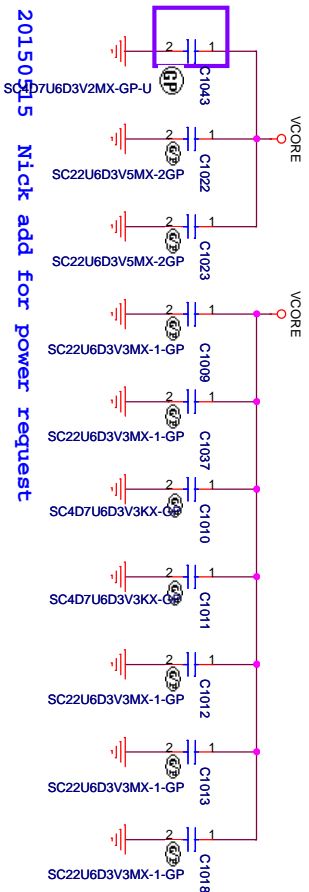 VCORE
1
2
C1043
GP
SC4D7U6D3V2MX-GP-U
1
2
C1022
SC22U6D3V5MX-2GP
1
2
C1023
SC22U6D3V5MX-2GP
VCORE
1
2
C1009
SC22U6D3V3MX-1-GP
1
2
C1037
SC22U6D3V3MX-1-GP
1
2
C1010
SC4D7U6D3V3KX-GP
1
2
C1011
SC4D7U6D3V3KX-GP
1
2
C1012
SC22U6D3V3MX-1-GP
1
2
C1013
SC22U6D3V3MX-1-GP
1
2
C1018
SC22U6D3V3MX-1-GP
Nick add for power request